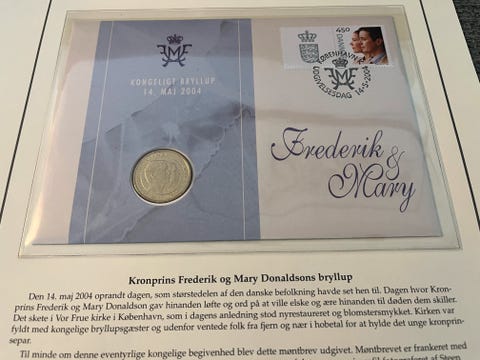 KONGELIGT BRYLLUP
14. MAJ 2004
450
DANMARK
KØBENHAVN
UDGIVELSESDAG 14-5-2004
Frederik
&
Mary
Kronprins Frederik og Mary Donaldsons bryllup
Den 14. maj 2004 oprandt dagen, som størstedelen af den danske befolkning havde set hen til. Dagen hvor Kron-
prins Frederik og Mary Donaldson gav hinanden løfte og ord på at ville elske og ære hinanden til døden dem skiller.
Det skete i Vor Frue kirke i København, som i dagens anledning stod nyrestaureret og blomstersmykket. Kirken var
fyldt med kongelige bryllupsgæster og udenfor ventede folk fra fjern og nær i hobetal for at hylde det unge kronprin-
separ.
Til minde om denne eventyrlige kongelige begivenhed blev dette møntbrev udgivet. Møntbrevet er frankeret med